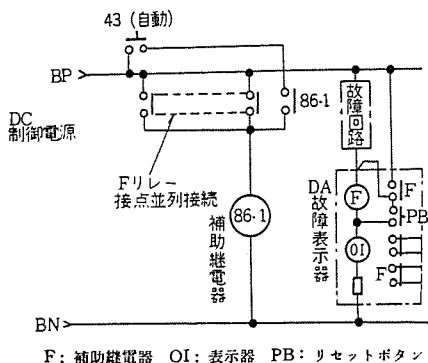 43 (自動)
BP
DC
制御電源
86-1
Fリレー
接点並列接続
86-1
補助継電器
故障回路
DA故障表示器
F
F
PB
OI
F
BN
F: 補助継電器 OI: 表示器 PB: リセットボタン